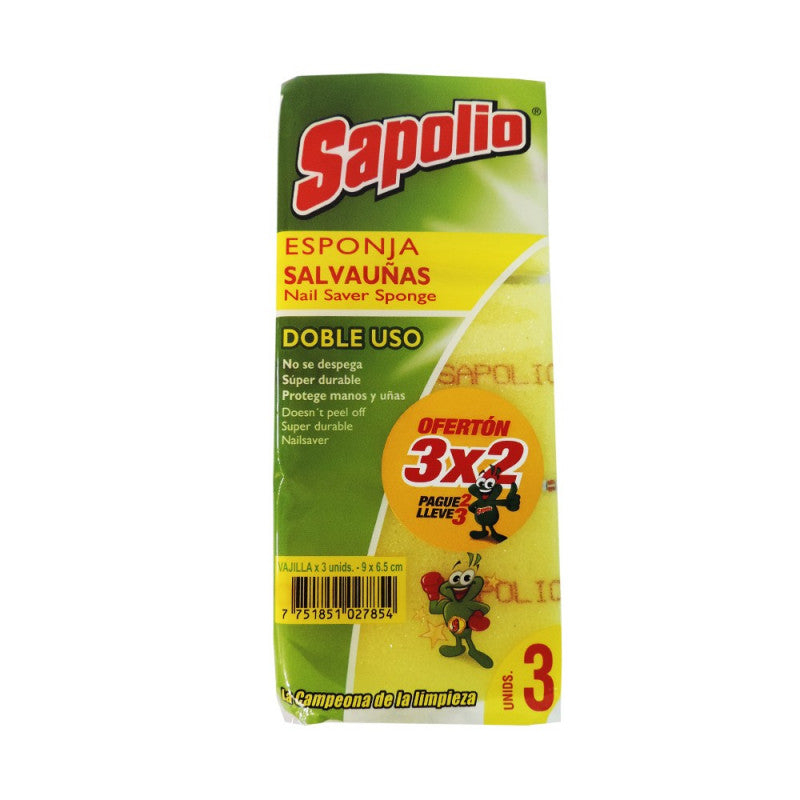 Sapolio®
ESPONJA
SALVAUÑAS
Nail Saver Sponge
DOBLE USO
No se despega
Súper durable
Protege manos y uñas
Doesn´t peel off
Super durable
Nailsaver
SAPOLIO
OFERTÓN
3x2
PAGUE 2
LLEVE 3
Sapolio
VAJILLA x 3 unids. - 9 x 6.5 cm
7 751851 027854
POLIO
La Campeona de la limpieza
UNIDS. 3